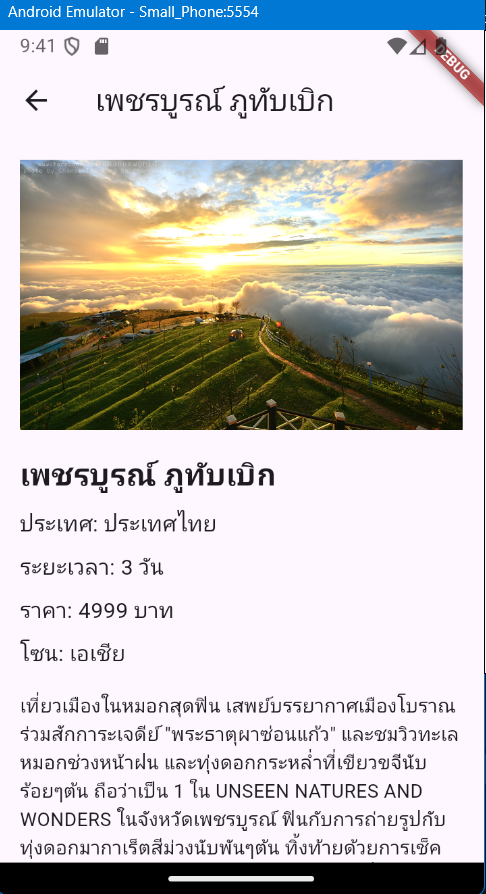 Android Emulator - Small_Phone:5554
9:41
DEBUG
เพชรบูรณ์ ภูทับเบิก
เพชรบูรณ์ ภูทับเบิก
ประเทศ: ประเทศไทย
ระยะเวลา: 3 วัน
ราคา: 4999 บาท
โซน: เอเชีย
เที่ยวเมืองในหมอกสุดฟิน เสพย์บรรยากาศเมืองโบราณ
ร่วมสักการะเจดีย์ "พระธาตุผาซ่อนแก้ว" และชมวิวทะเล
หมอกช่วงหน้าฝน และทุ่งดอกกระหล่ำที่เขียวขจีนับ
ร้อยๆตัน ถือว่าเป็น 1 ใน UNSEEN NATURES AND
WONDERS ในจังหวัดเพชรบูรณ์ ฟินกับการถ่ายรูปกับ
ทุ่งดอกมากาเร็ตสีม่วงนับพันๆตัน ทิ้งท้ายด้วยการเช็ค